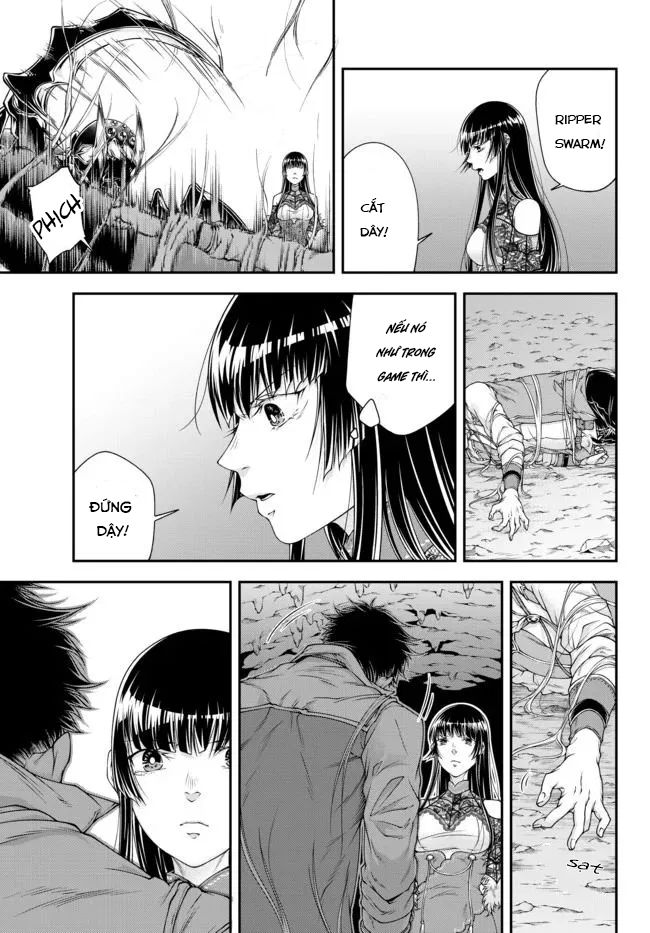 RIPPER
SWARM!
CẮT
DÂY!
PHỊCH
NẾU NÓ
NHƯ TRONG
GAME THÌ...
ĐỨNG
DẬY!
sạt